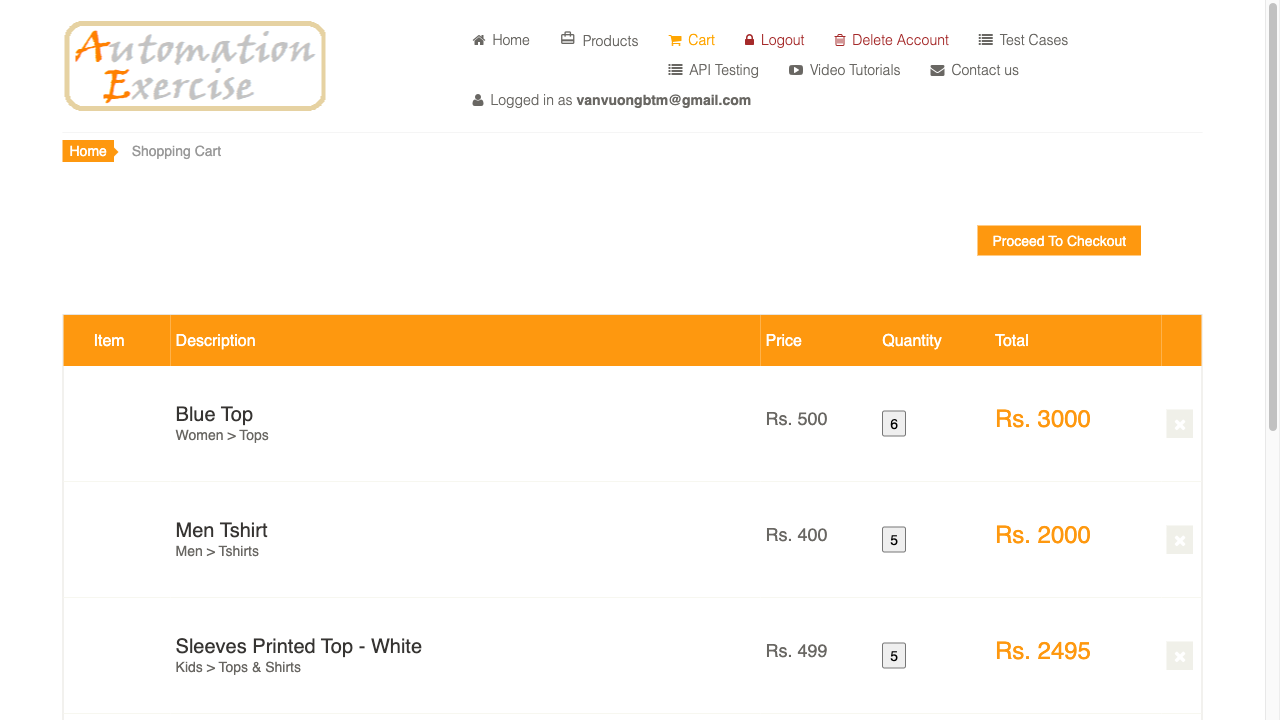 Automation
Exercise
Home Products Cart Logout Delete Account Test Cases
API Testing Video Tutorials Contact us
Logged in as vanvuongbtm@gmail.com
Home Shopping Cart
Proceed To Checkout
Item Description Price Quantity Total
Blue Top
Women > Tops
Rs. 500 6 Rs. 3000
Men Tshirt
Men > Tshirts
Rs. 400 5 Rs. 2000
Sleeves Printed Top - White
Kids > Tops & Shirts
Rs. 499 5 Rs. 2495